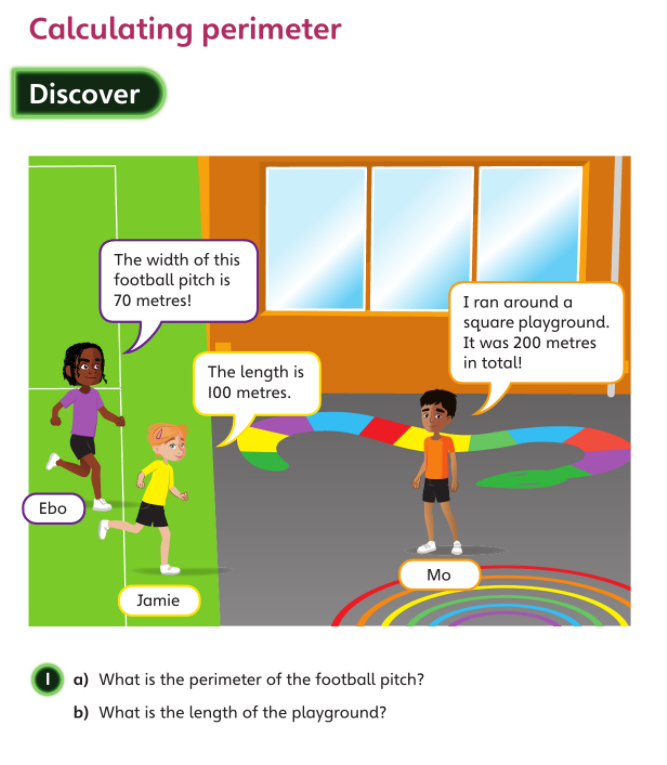 Calculating perimeter
Discover
The width of this
football pitch is
70 metres!
I ran around a
square playground.
It was 200 metres
in total!
The length is
100 metres.
Ebo
Mo
Jamie
1 a) What is the perimeter of the football pitch?
b) What is the length of the playground?